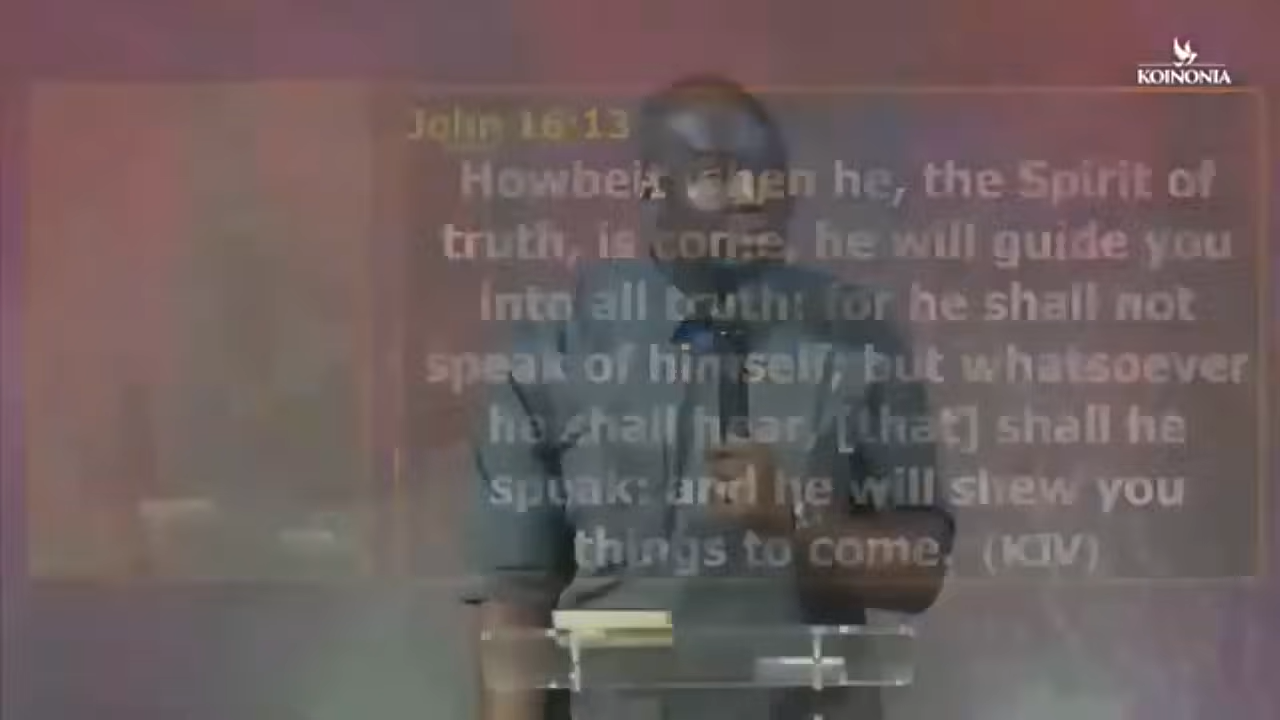 KOINONIA
John 16:13
Howbeit when he, the Spirit of
truth, is come, he will guide you
into all truth: for he shall not
speak of himself; but whatsoever
he shall hear, [that] shall he
speak: and he will shew you
things to come. (KJV)